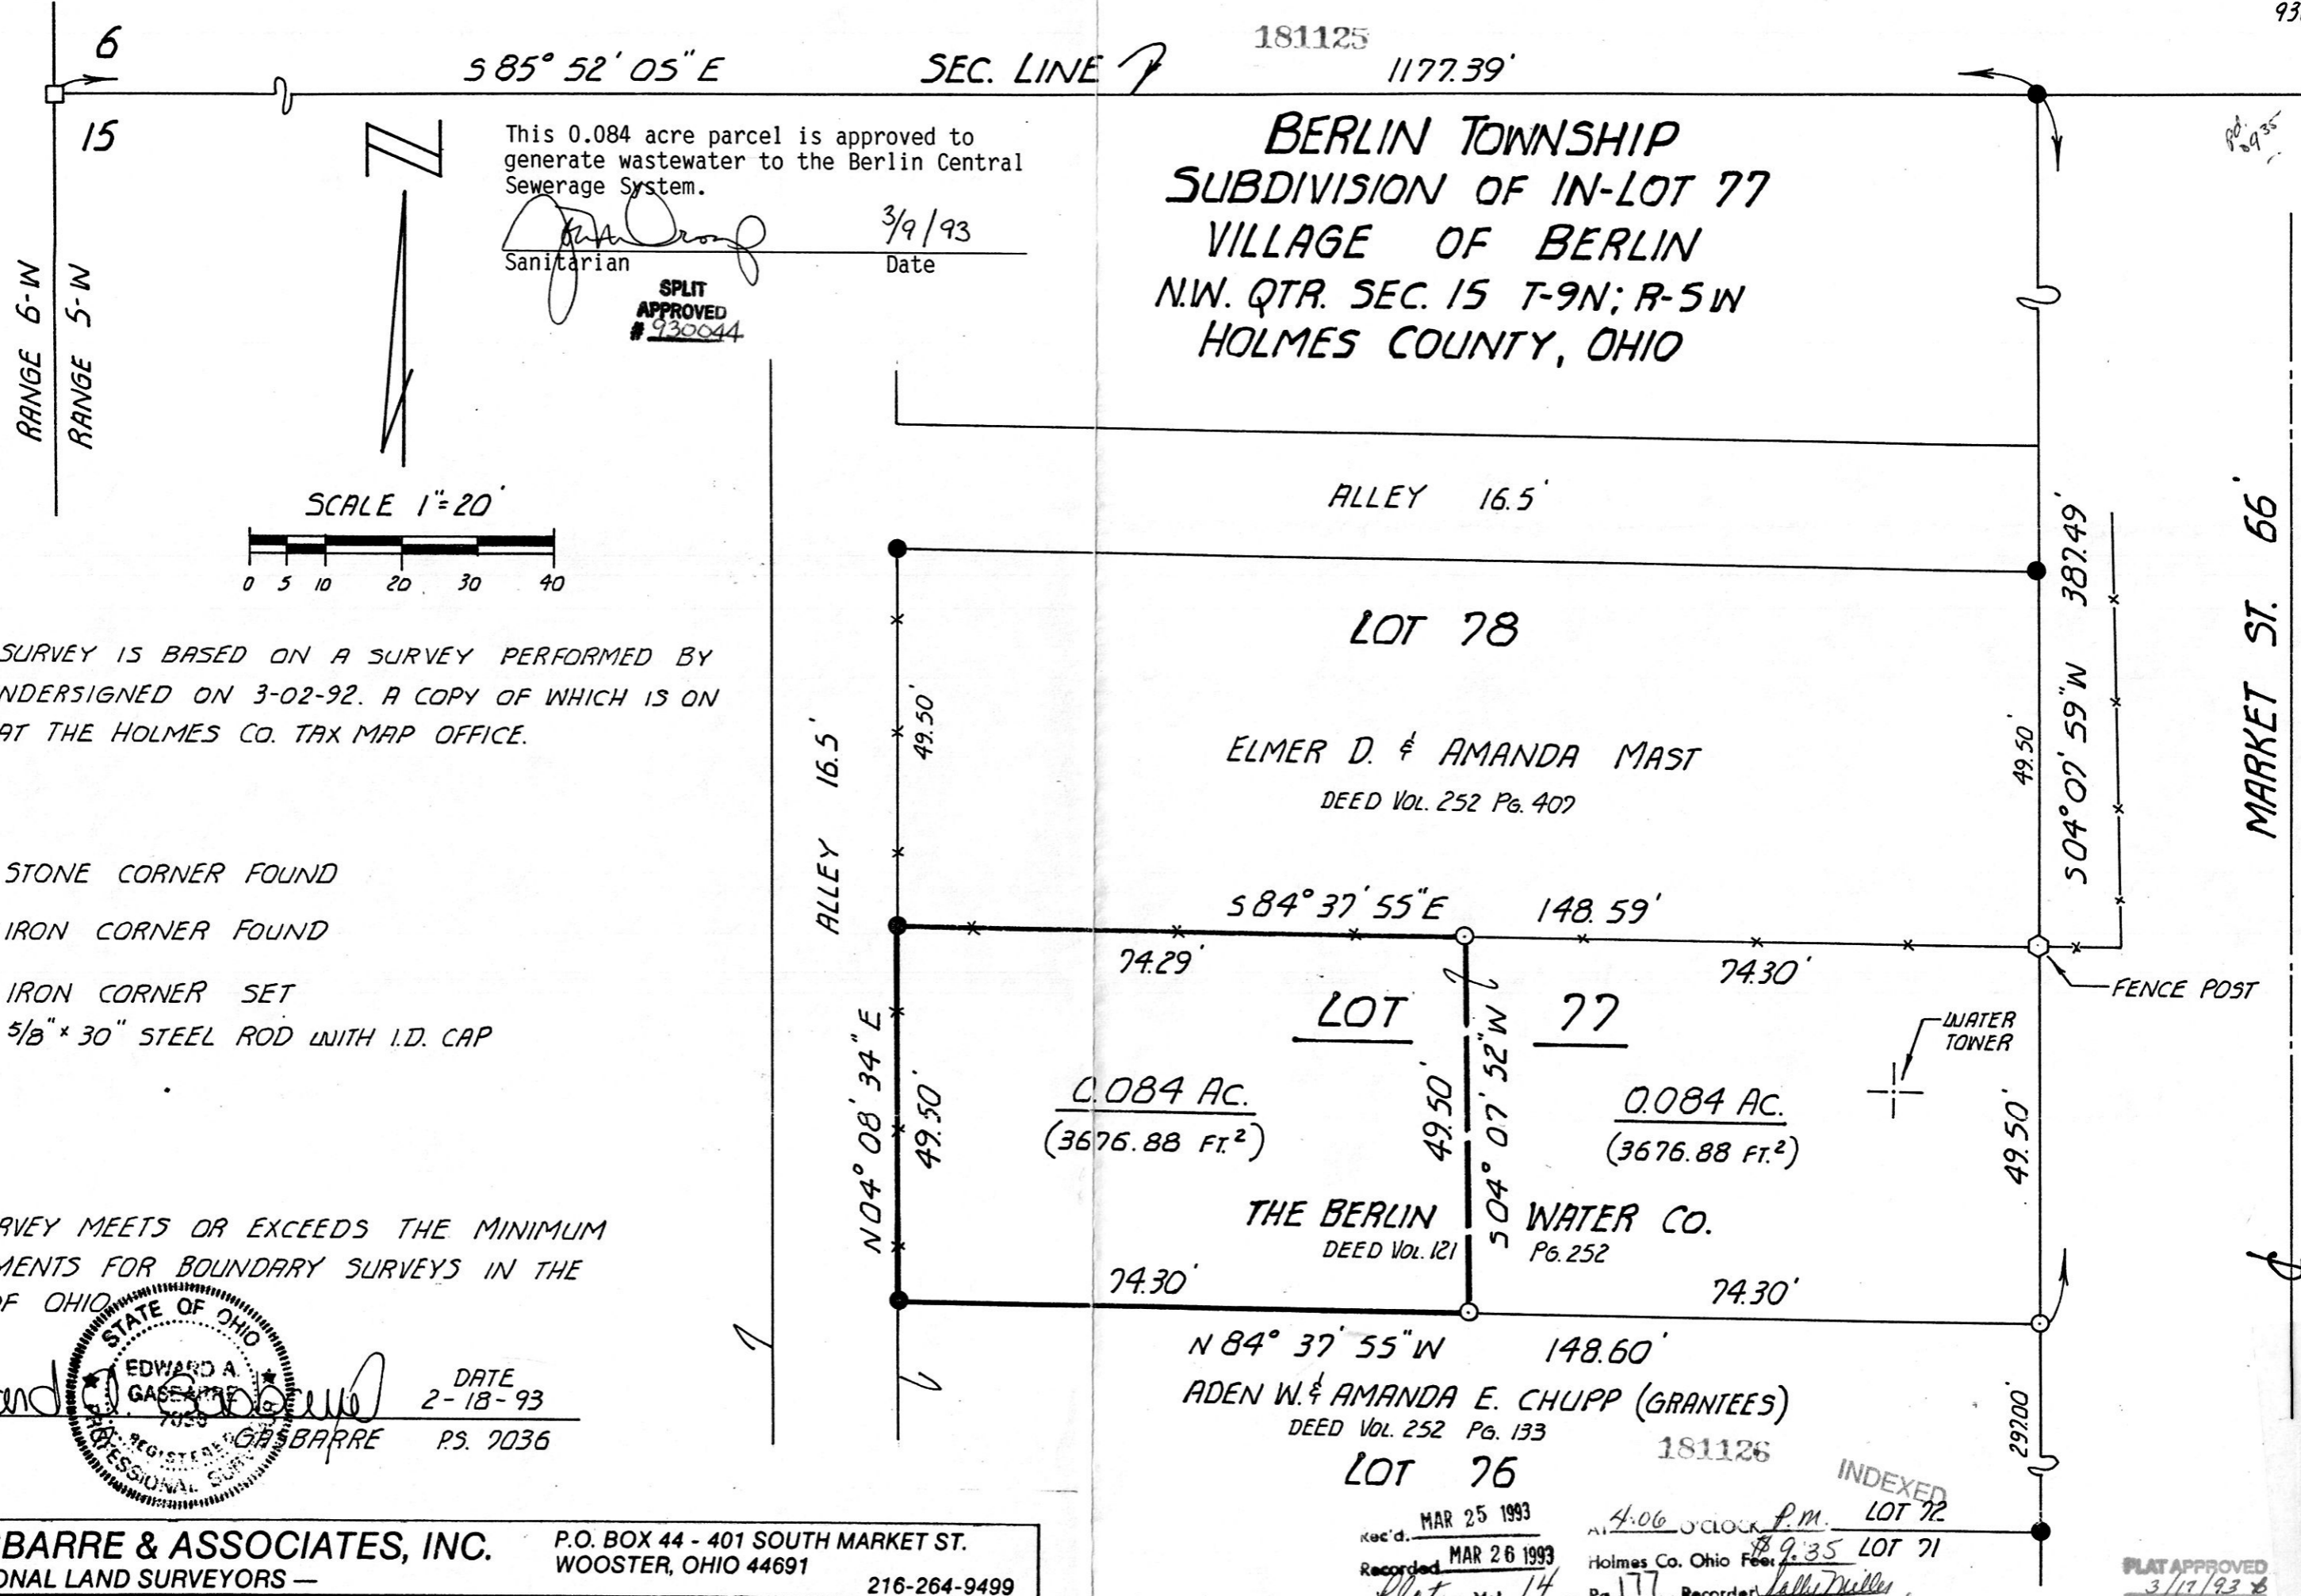 6
S 85° 52' 05" E
SEC. LINE
181125
1177.39'
15
RANGE 6-W
RANGE 5-W
This 0.084 acre parcel is approved to
generate wastewater to the Berlin Central
Sewerage System.
3/9/93
Sanitarian
Date
SPLIT
APPROVED
# 930044
BERLIN TOWNSHIP
SUBDIVISION OF IN-LOT 77
VILLAGE OF BERLIN
N.W. QTR. SEC. 15 T-9N; R-5W
HOLMES COUNTY, OHIO
SCALE 1"=20'
0 5 10 20 30 40
ALLEY 16.5'
LOT 78
ELMER D. & AMANDA MAST
DEED VOL. 252 PG. 407
49.50'
49.50'
S 04° 07' 59" W 387.49'
MARKET ST. 66'
ALLEY 16.5'
SURVEY IS BASED ON A SURVEY PERFORMED BY
NDERSIGNED ON 3-02-92. A COPY OF WHICH IS ON
AT THE HOLMES CO. TAX MAP OFFICE.
STONE CORNER FOUND
IRON CORNER FOUND
IRON CORNER SET
5/8" x 30" STEEL ROD WITH I.D. CAP
S 84° 37' 55" E 148.59'
74.29'
74.30'
FENCE POST
LOT 77
WATER
TOWER
N 04° 08' 34" E
49.50'
0.084 AC.
(3676.88 FT.²)
49.50'
S 04° 07' 52" W
0.084 AC.
(3676.88 FT.²)
49.50'
THE BERLIN WATER CO.
DEED VOL. 121 PG. 252
74.30'
74.30'
N 84° 37' 55" W 148.60'
ADEN W. & AMANDA E. CHUPP (GRANTEES)
DEED VOL. 252 PG. 133
181126
LOT 76
297.00'
INDEXED
LOT 72
LOT 71
RVEY MEETS OR EXCEEDS THE MINIMUM
MENTS FOR BOUNDARY SURVEYS IN THE
OF OHIO
STATE OF OHIO
EDWARD A.
GASBARRE
REGISTERED
PROFESSIONAL
DATE
2-18-93
GASBARRE P.S. 7036
BARRE & ASSOCIATES, INC.
ONAL LAND SURVEYORS —
P.O. BOX 44 - 401 SOUTH MARKET ST.
WOOSTER, OHIO 44691
216-264-9499
Rec'd. MAR 25 1993 At 4:06 O'CLOCK P.M.
Recorded MAR 26 1993 Holmes Co. Ohio Fee: $9.35
Plat Vol. 14 Pg. 177 Recorder Sally Miller
PLAT APPROVED
3/17/93